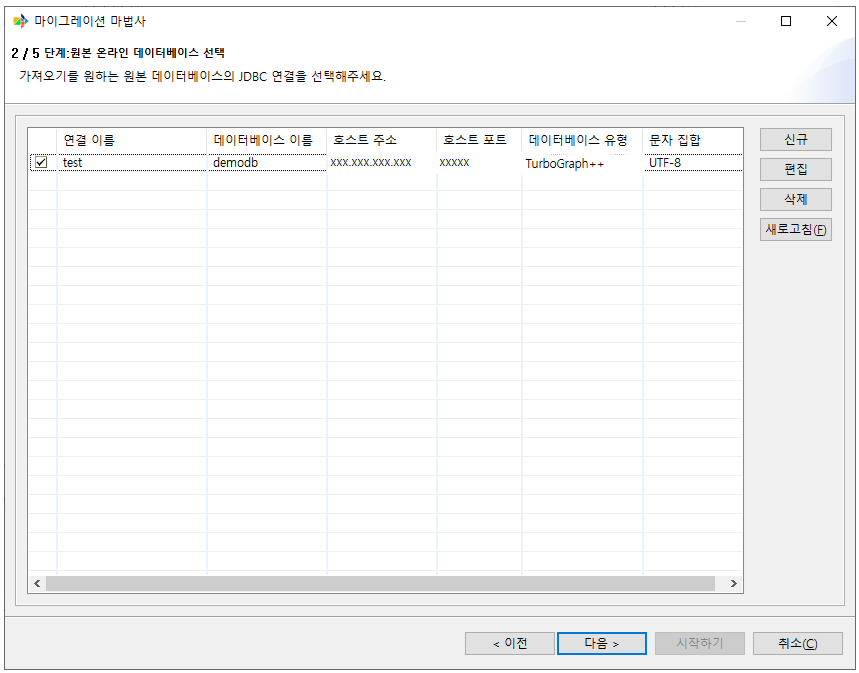 마이그레이션 마법사
2 / 5 단계:원본 온라인 데이터베이스 선택
가져오기를 원하는 원본 데이터베이스의 JDBC 연결을 선택해주세요.
연결 이름 데이터베이스 이름 호스트 주소 호스트 포트 데이터베이스 유형 문자 집합
test demodb xxx.xxx.xxx.xxx xxxxx TurboGraph++ UTF-8
신규
편집
삭제
새로고침(F)
< 이전 다음 > 시작하기 취소(C)